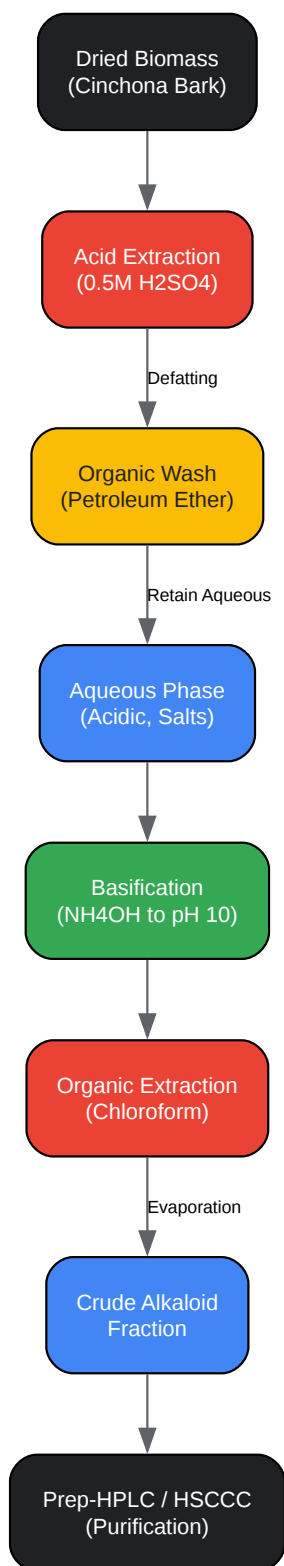 Dried Biomass
(Cinchona Bark)
Acid Extraction
(0.5M H2SO4)
Defatting
Organic Wash
(Petroleum Ether)
Retain Aqueous
Aqueous Phase
(Acidic, Salts)
Basification
(NH4OH to pH 10)
Organic Extraction
(Chloroform)
Evaporation
Crude Alkaloid
Fraction
Prep-HPLC / HSCCC
(Purification)